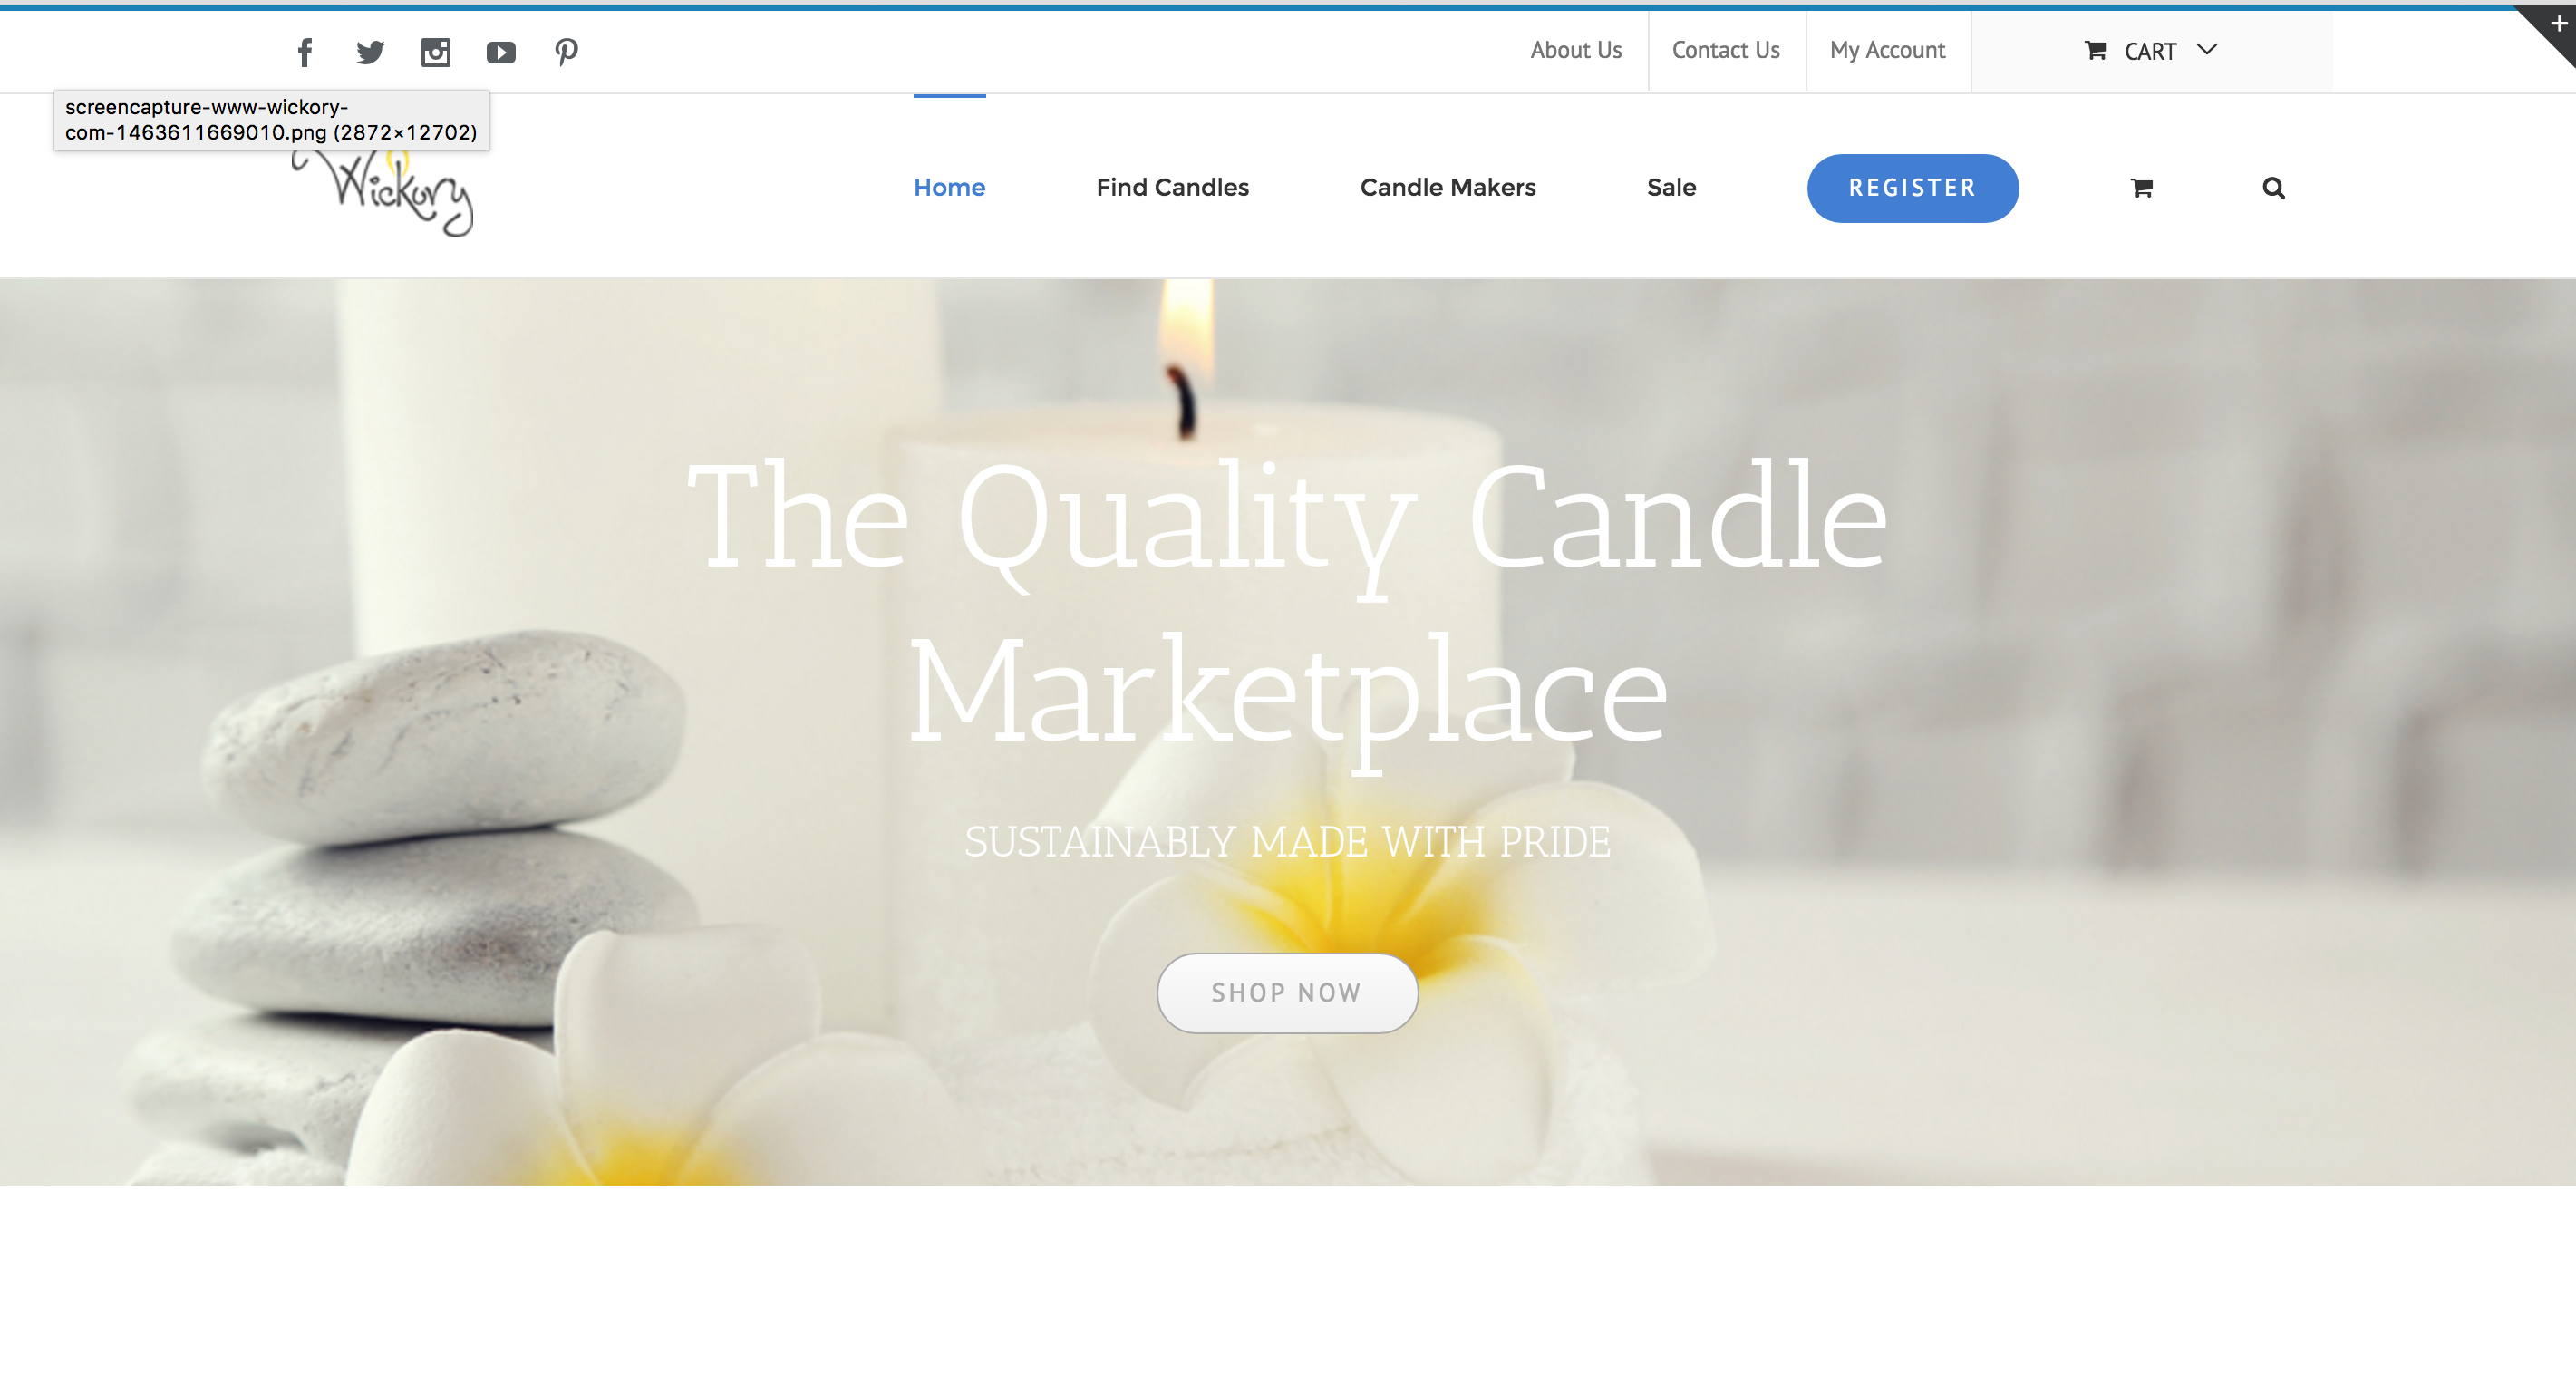 About Us
Contact Us
My Account
CART
screencapture-www-wickory-
com-1463611669010.png (2872×12702)
Wickory
Home
Find Candles
Candle Makers
Sale
REGISTER
The Quality Candle
Marketplace
SUSTAINABLY MADE WITH PRIDE
SHOP NOW